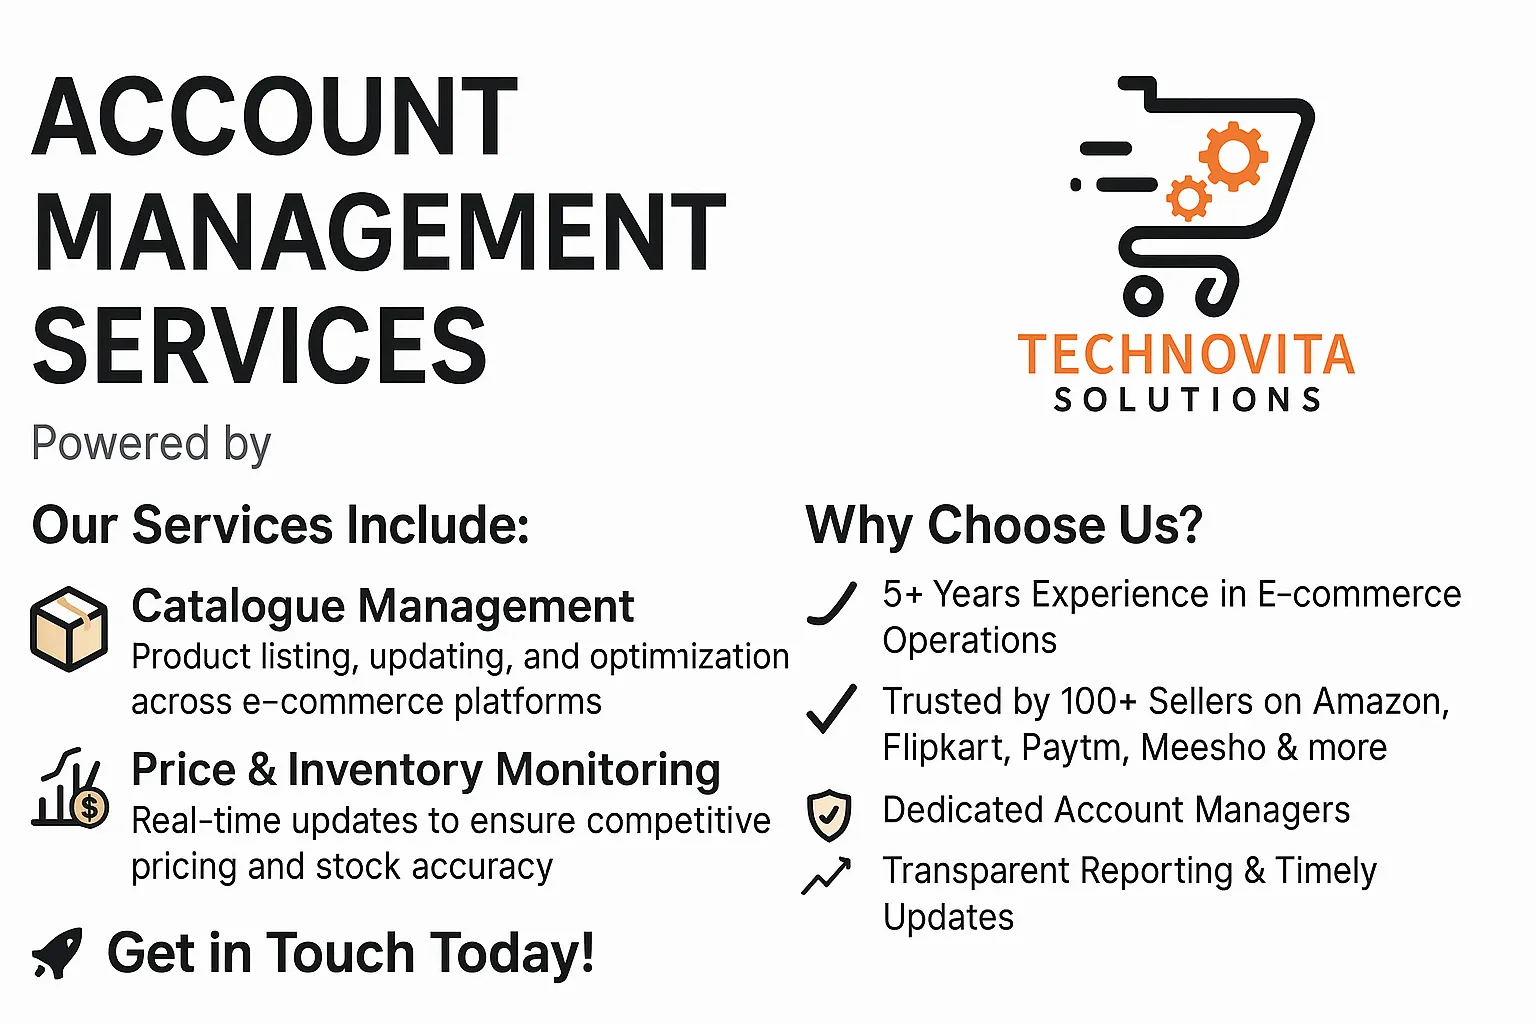 ACCOUNT
MANAGEMENT
SERVICES
Powered by
TECHNOVITA
SOLUTIONS
Our Services Include:
Catalogue Management
Product listing, updating, and optimization
across e-commerce platforms
Price & Inventory Monitoring
$
Real-time updates to ensure competitive
pricing and stock accuracy
Get in Touch Today!
Why Choose Us?
5+ Years Experience in E-commerce
Operations
Trusted by 100+ Sellers on Amazon,
Flipkart, Paytm, Meesho & more
Dedicated Account Managers
Transparent Reporting & Timely
Updates